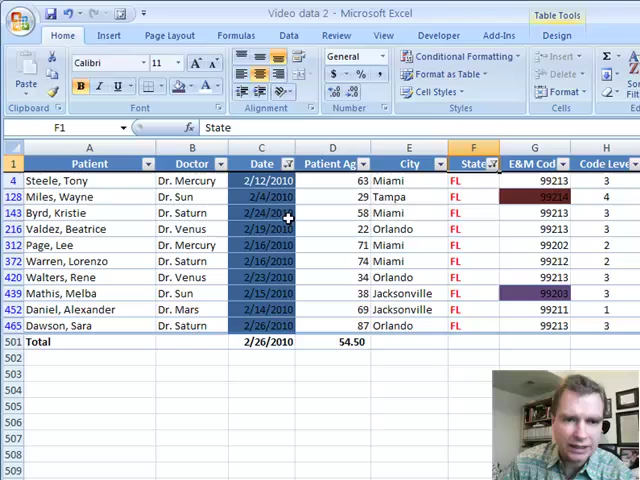 Video data 2 - Microsoft Excel
Table Tools
Home Insert Page Layout Formulas Data Review View Developer Add-Ins Design
Calibri 11 General Conditional Formatting Insert Σ
Paste B I U $ % , Format as Table Delete Sort
Cell Styles Format
Clipboard Font Alignment Number Styles Cells
F1 fx State
A B C D E F G H
1 Patient Doctor Date Patient Ag City State E&M Cod Code Leve
4 Steele, Tony Dr. Mercury 2/12/2010 63 Miami FL 99213 3
128 Miles, Wayne Dr. Sun 2/4/2010 29 Tampa FL 99214 4
143 Byrd, Kristie Dr. Saturn 2/24/2010 58 Miami FL 99213 3
216 Valdez, Beatrice Dr. Venus 2/19/2010 22 Orlando FL 99213 3
312 Page, Lee Dr. Mercury 2/16/2010 71 Miami FL 99202 2
372 Warren, Lorenzo Dr. Saturn 2/16/2010 74 Miami FL 99212 2
420 Walters, Rene Dr. Venus 2/23/2010 34 Orlando FL 99213 3
439 Mathis, Melba Dr. Sun 2/15/2010 38 Jacksonville FL 99203 3
452 Daniel, Alexander Dr. Mars 2/14/2010 69 Jacksonville FL 99211 1
465 Dawson, Sara Dr. Saturn 2/26/2010 87 Orlando FL 99213 3
501 Total 2/26/2010 54.50
502
503
504
505
506
507
508
509